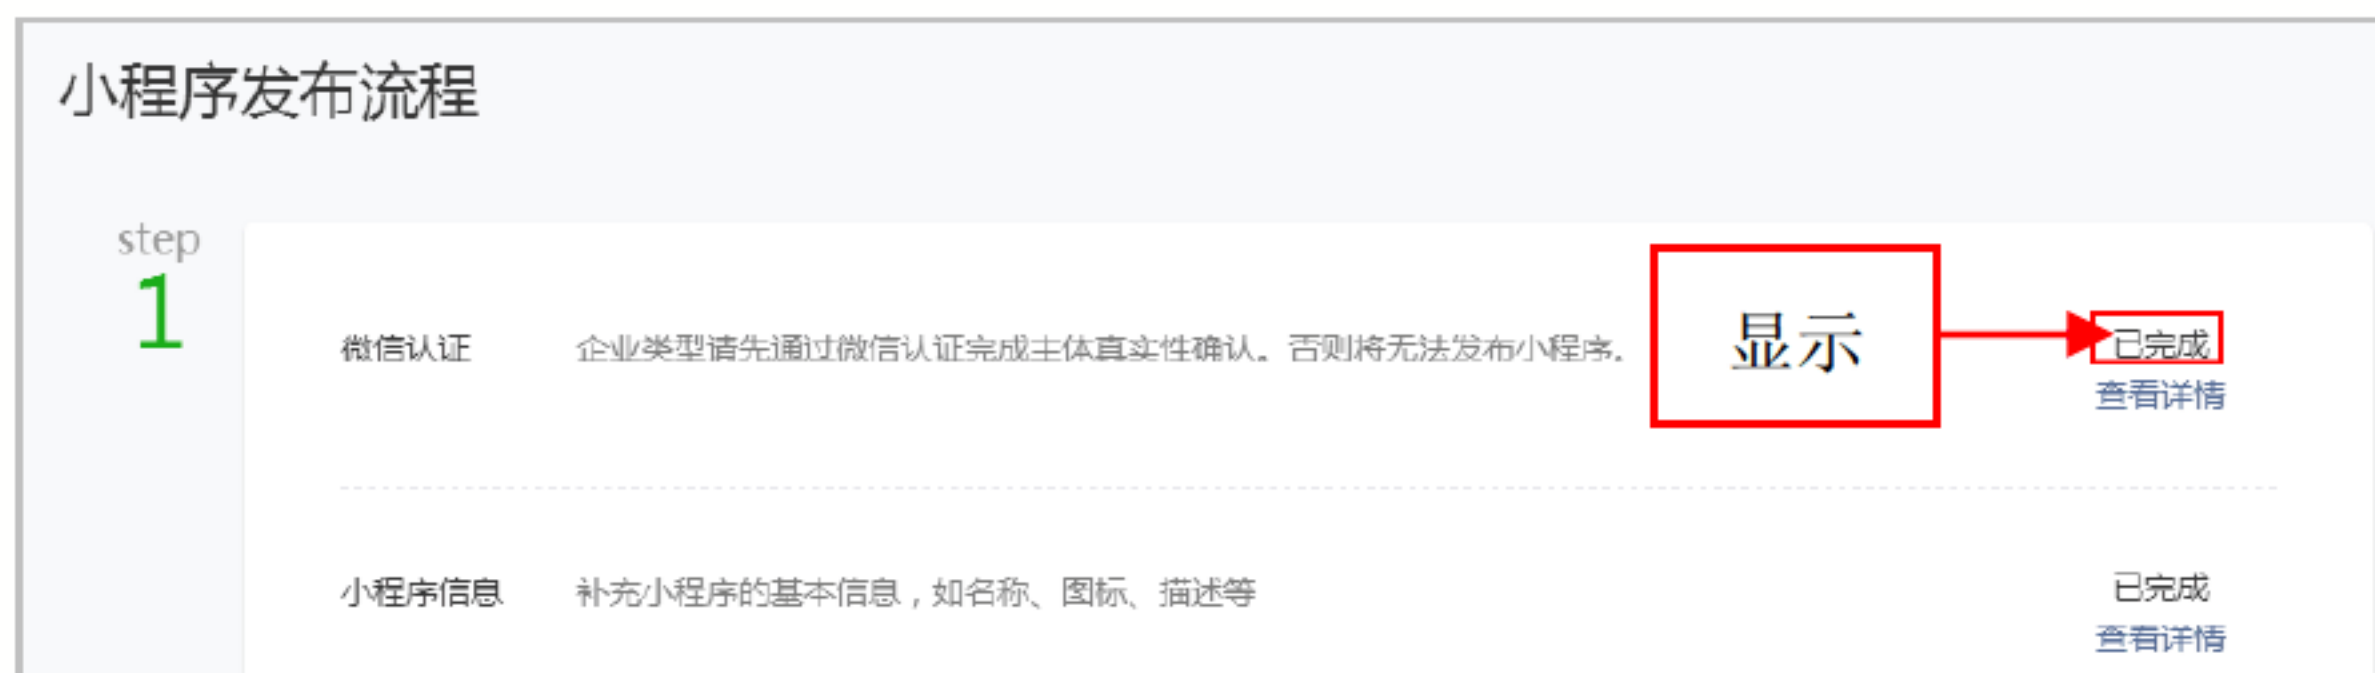 小程序发布流程
step
1
微信认证 企业类型请先通过微信认证完成主体真实性确认。否则将无法发布小程序。 显示 已完成
查看详情
小程序信息 补充小程序的基本信息，如名称、图标、描述等 已完成
查看详情